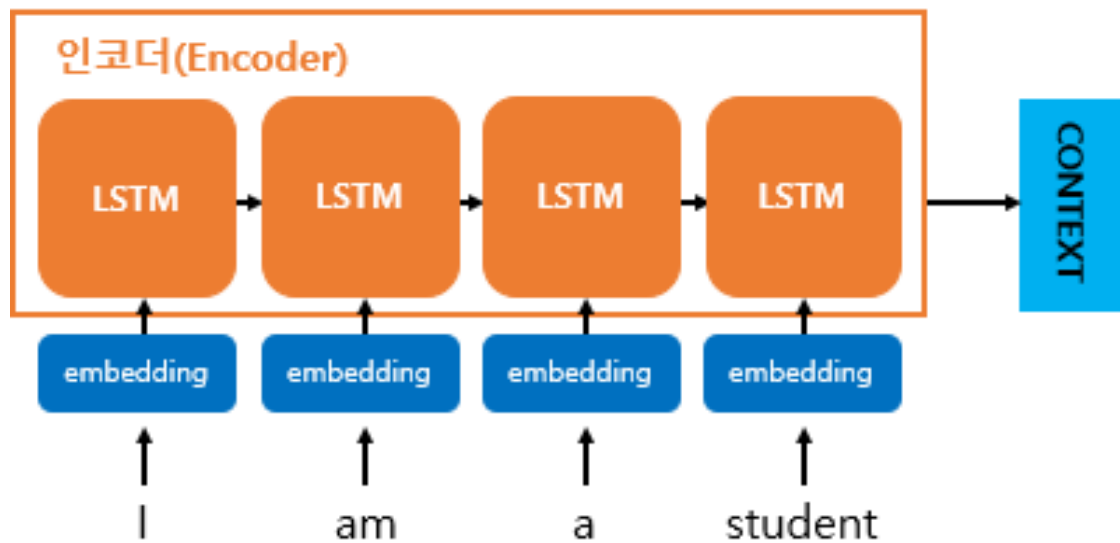 인코더(Encoder)
LSTM LSTM LSTM LSTM
CONTEXT
embedding embedding embedding embedding
I am a student